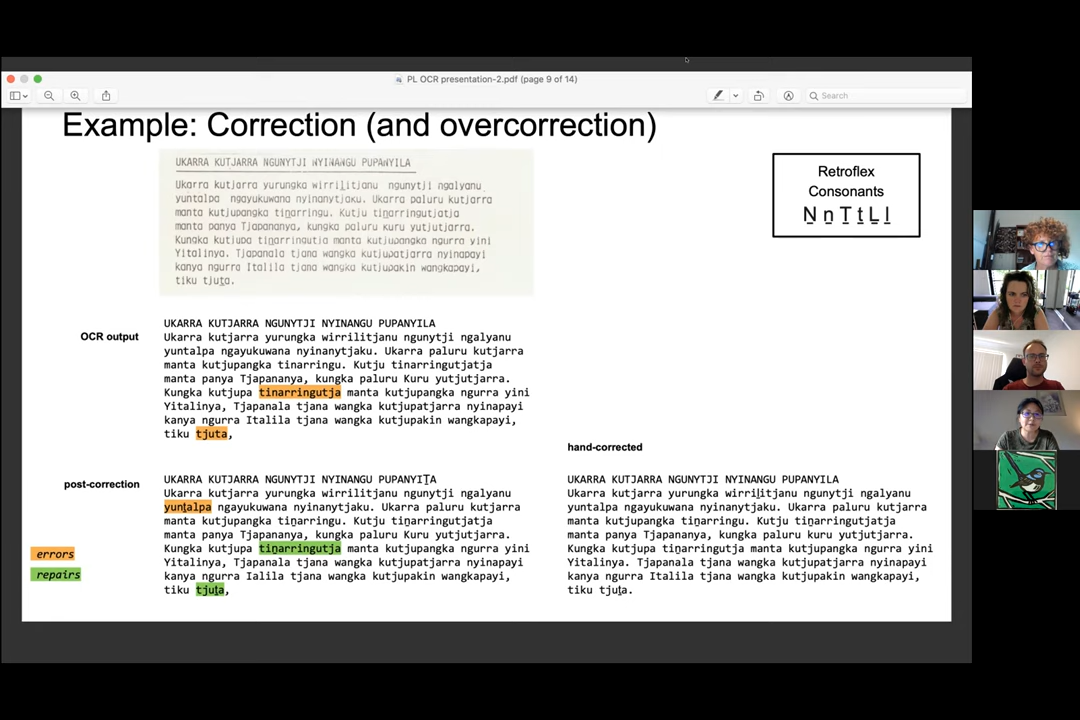 PL OCR presentation-2.pdf (page 9 of 14)
Search
Example: Correction (and overcorrection)
UKARRA KUTJARRA NGUNYTJI NYINANGU PUPANYILA
Ukarra kutjarra yurungka wirriḻitjanu ngunytji ngalyanu
yuntalpa ngayukuwana nyinanytjaku. Ukarra paluru kutjarra
manta kutjupangka tiṉarringu. Kutju tiṉarringutjatja
manta panya Tjapananya, kungka paluru kuru yutjutjarra.
Kungka kutjupa tiṉarringutja manta kutjupangka ngurra yini
Yitalinya. Tjapanala tjana wangka kutjupatjarra nyinapayi
kanya ngurra Italila tjana wangka kutjupakin wangkapayi,
tiku tjuṯa.
Retroflex
Consonants
Ṉ ṉ Ṯ ṯ Ḻ ḻ
OCR output
UKARRA KUTJARRA NGUNYTJI NYINANGU PUPANYILA
Ukarra kutjarra yurungka wirrilitjanu ngunytji ngalyanu
yuntalpa ngayukuwana nyinanytjaku. Ukarra paluru kutjarra
manta kutjupangka tinarringu. Kutju tinarringutjatja
manta panya Tjapananya, kungka paluru Kuru yutjutjarra.
Kungka kutjupa tinarringutja manta kutjupangka ngurra yini
Yitalinya, Tjapanala tjana wangka kutjupatjarra nyinapayi
kanya ngurra Italila tjana wangka kutjupakin wangkapayi,
tiku tjuta,
post-correction
UKARRA KUTJARRA NGUNYTJI NYINANGU PUPANYIṮA
Ukarra kutjarra yurungka wirrilitjanu ngunytji ngalyanu
yunṯalpa ngayukuwana nyinanytjaku. Ukarra paluru kutjarra
manta kutjupangka tiṉarringu. Kutju tiṉarringutjatja
manta panya Tjapananya, kungka paluru Kuru yutjutjarra.
Kungka kutjupa tiṉarringutja manta kutjupangka ngurra yini
Yitalinya, Tjapanala tjana wangka kutjupatjarra nyinapayi
kanya ngurra Ialila tjana wangka kutjupakin wangkapayi,
tiku tjuṯa,
errors
repairs
hand-corrected
UKARRA KUTJARRA NGUNYTJI NYINANGU PUPANYILA
Ukarra kutjarra yurungka wirriḻitjanu ngunytji ngalyanu
yuntalpa ngayukuwana nyinanytjaku. Ukarra paluru kutjarra
manta kutjupangka tiṉarringu. Kutju tiṉarringutjatja
manta panya Tjapananya, kungka paluru kuru yutjutjarra.
Kungka kutjupa tiṉarringutja manta kutjupangka ngurra yini
Yitalinya. Tjapanala tjana wangka kutjupatjarra nyinapayi
kanya ngurra Italila tjana wangka kutjupakin wangkapayi,
tiku tjuṯa.